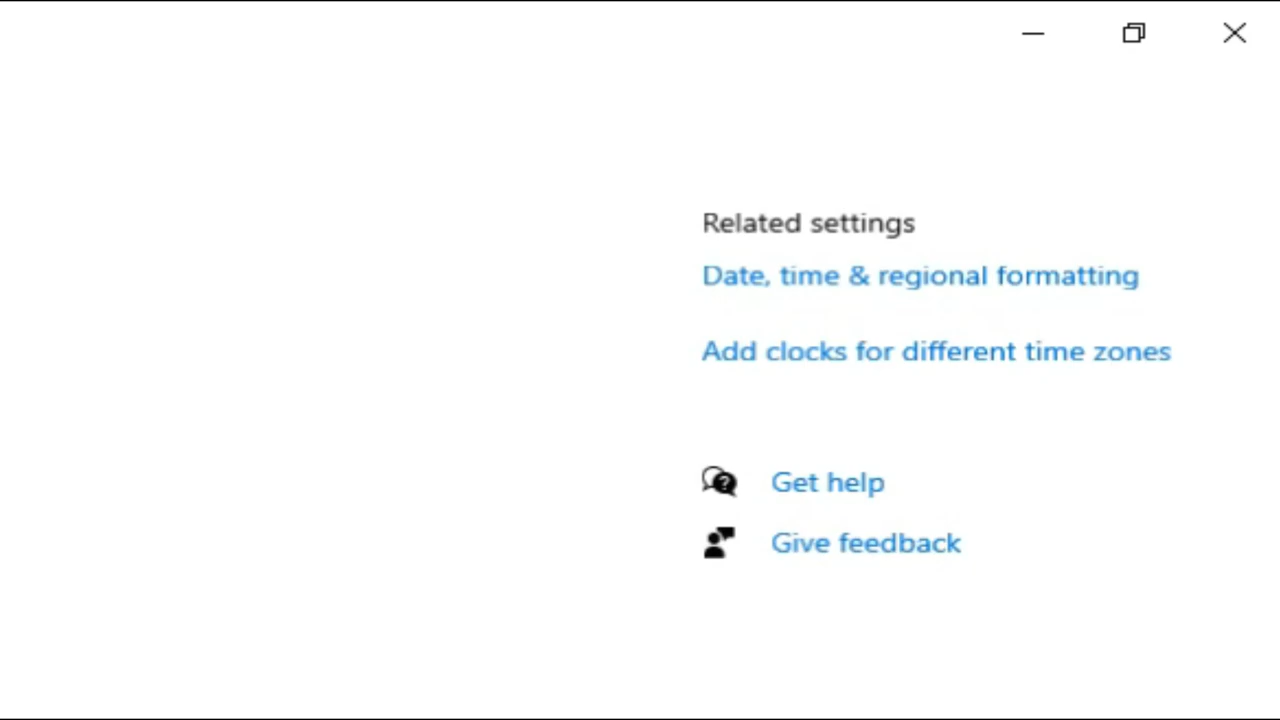 Related settings
Date, time & regional formatting
Add clocks for different time zones
Get help
Give feedback